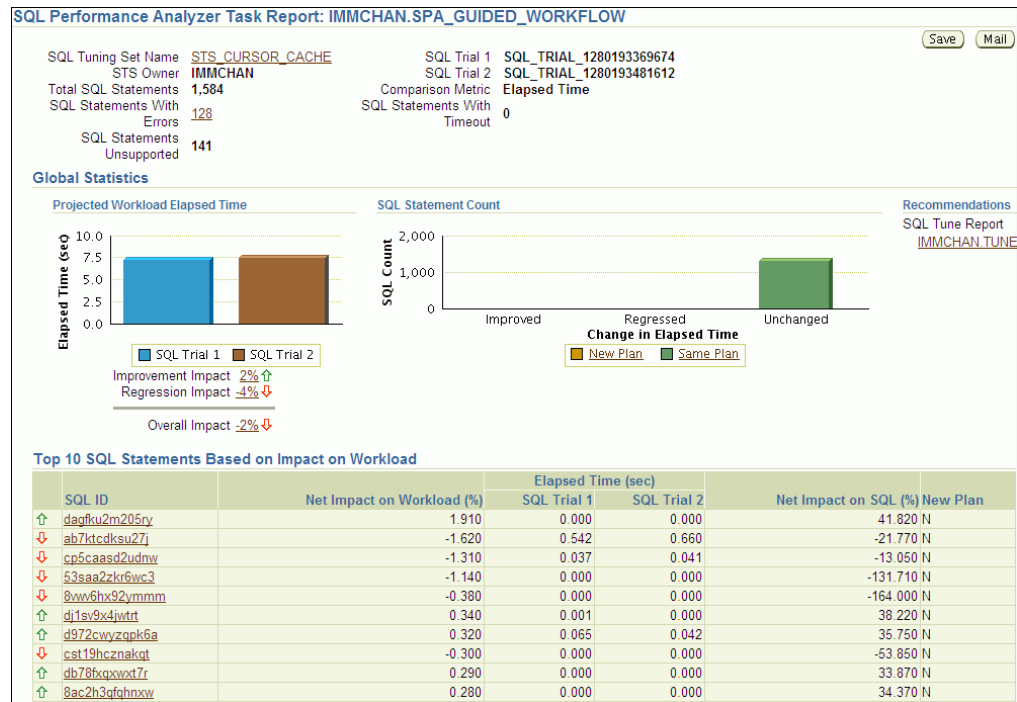 SQL Performance Analyzer Task Report: IMMCHAN.SPA_GUIDED_WORKFLOW
Save Mail
SQL Tuning Set Name STS_CURSOR_CACHE
STS Owner IMMCHAN
Total SQL Statements 1,584
SQL Statements With Errors 128
SQL Statements Unsupported 141
SQL Trial 1 SQL_TRIAL_1280193369674
SQL Trial 2 SQL_TRIAL_1280193481612
Comparison Metric Elapsed Time
SQL Statements With Timeout 0
Global Statistics
Projected Workload Elapsed Time
Elapsed Time (sec)
10.0
7.5
5.0
2.5
0.0
SQL Trial 1 SQL Trial 2
Improvement Impact 2%
Regression Impact -4%
Overall Impact -2%
SQL Statement Count
SQL Count
2,000
1,000
0
Improved Regressed Unchanged
Change in Elapsed Time
New Plan Same Plan
Recommendations
SQL Tune Report
IMMCHAN.TUNE
Top 10 SQL Statements Based on Impact on Workload
Elapsed Time (sec)
SQL ID Net Impact on Workload (%) SQL Trial 1 SQL Trial 2 Net Impact on SQL (%) New Plan
dagfku2m205ry 1.910 0.000 0.000 41.820 N
ab7ktcdksu27j -1.620 0.542 0.660 -21.770 N
cp5caasd2udnw -1.310 0.037 0.041 -13.050 N
53saa2zkr6wc3 -1.140 0.000 0.000 -131.710 N
8vwv6hx92ymmm -0.380 0.000 0.000 -164.000 N
dj1sv9x4jwtrt 0.340 0.001 0.000 38.220 N
d972cwyzqpk6a 0.320 0.065 0.042 35.750 N
cst19hcznakqt -0.300 0.000 0.000 -53.850 N
db78fxqxwxt7r 0.290 0.000 0.000 33.870 N
8ac2h3qfqhnxw 0.280 0.000 0.000 34.370 N